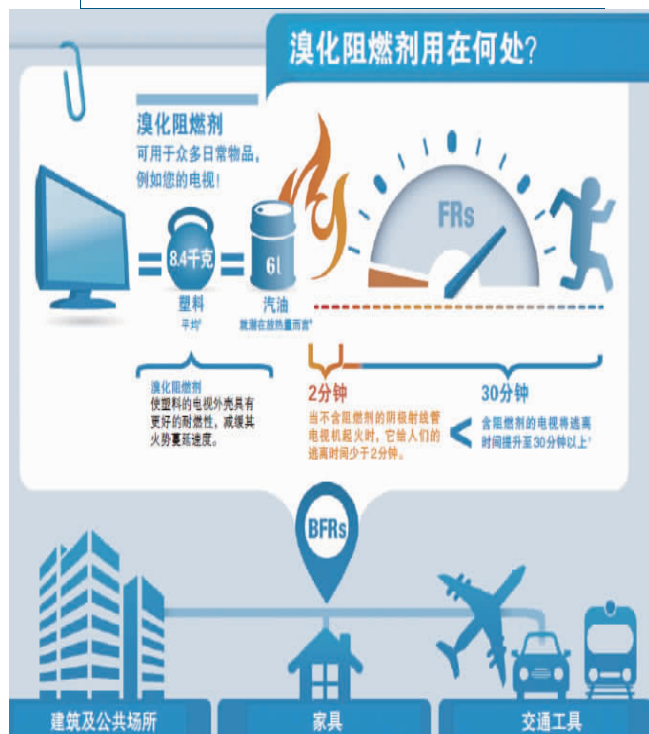 溴化阻燃剂用在何处?
溴化阻燃剂
可用于众多日常物品，
例如您的电视！
FRs
8.4千克
6l
塑料
平均
汽油
就潜在放热量而言
溴化阻燃剂
使塑料的电视外壳具有
更好的耐燃性，减缓其
火势蔓延速度。
2分钟
当不含阻燃剂的阴极射线管
电视机起火时，它给人们的
逃离时间少于2分钟。
<
30分钟
含阻燃剂的电视将逃离
时间提升至30分钟以上
BFRs
建筑及公共场所
家具
交通工具